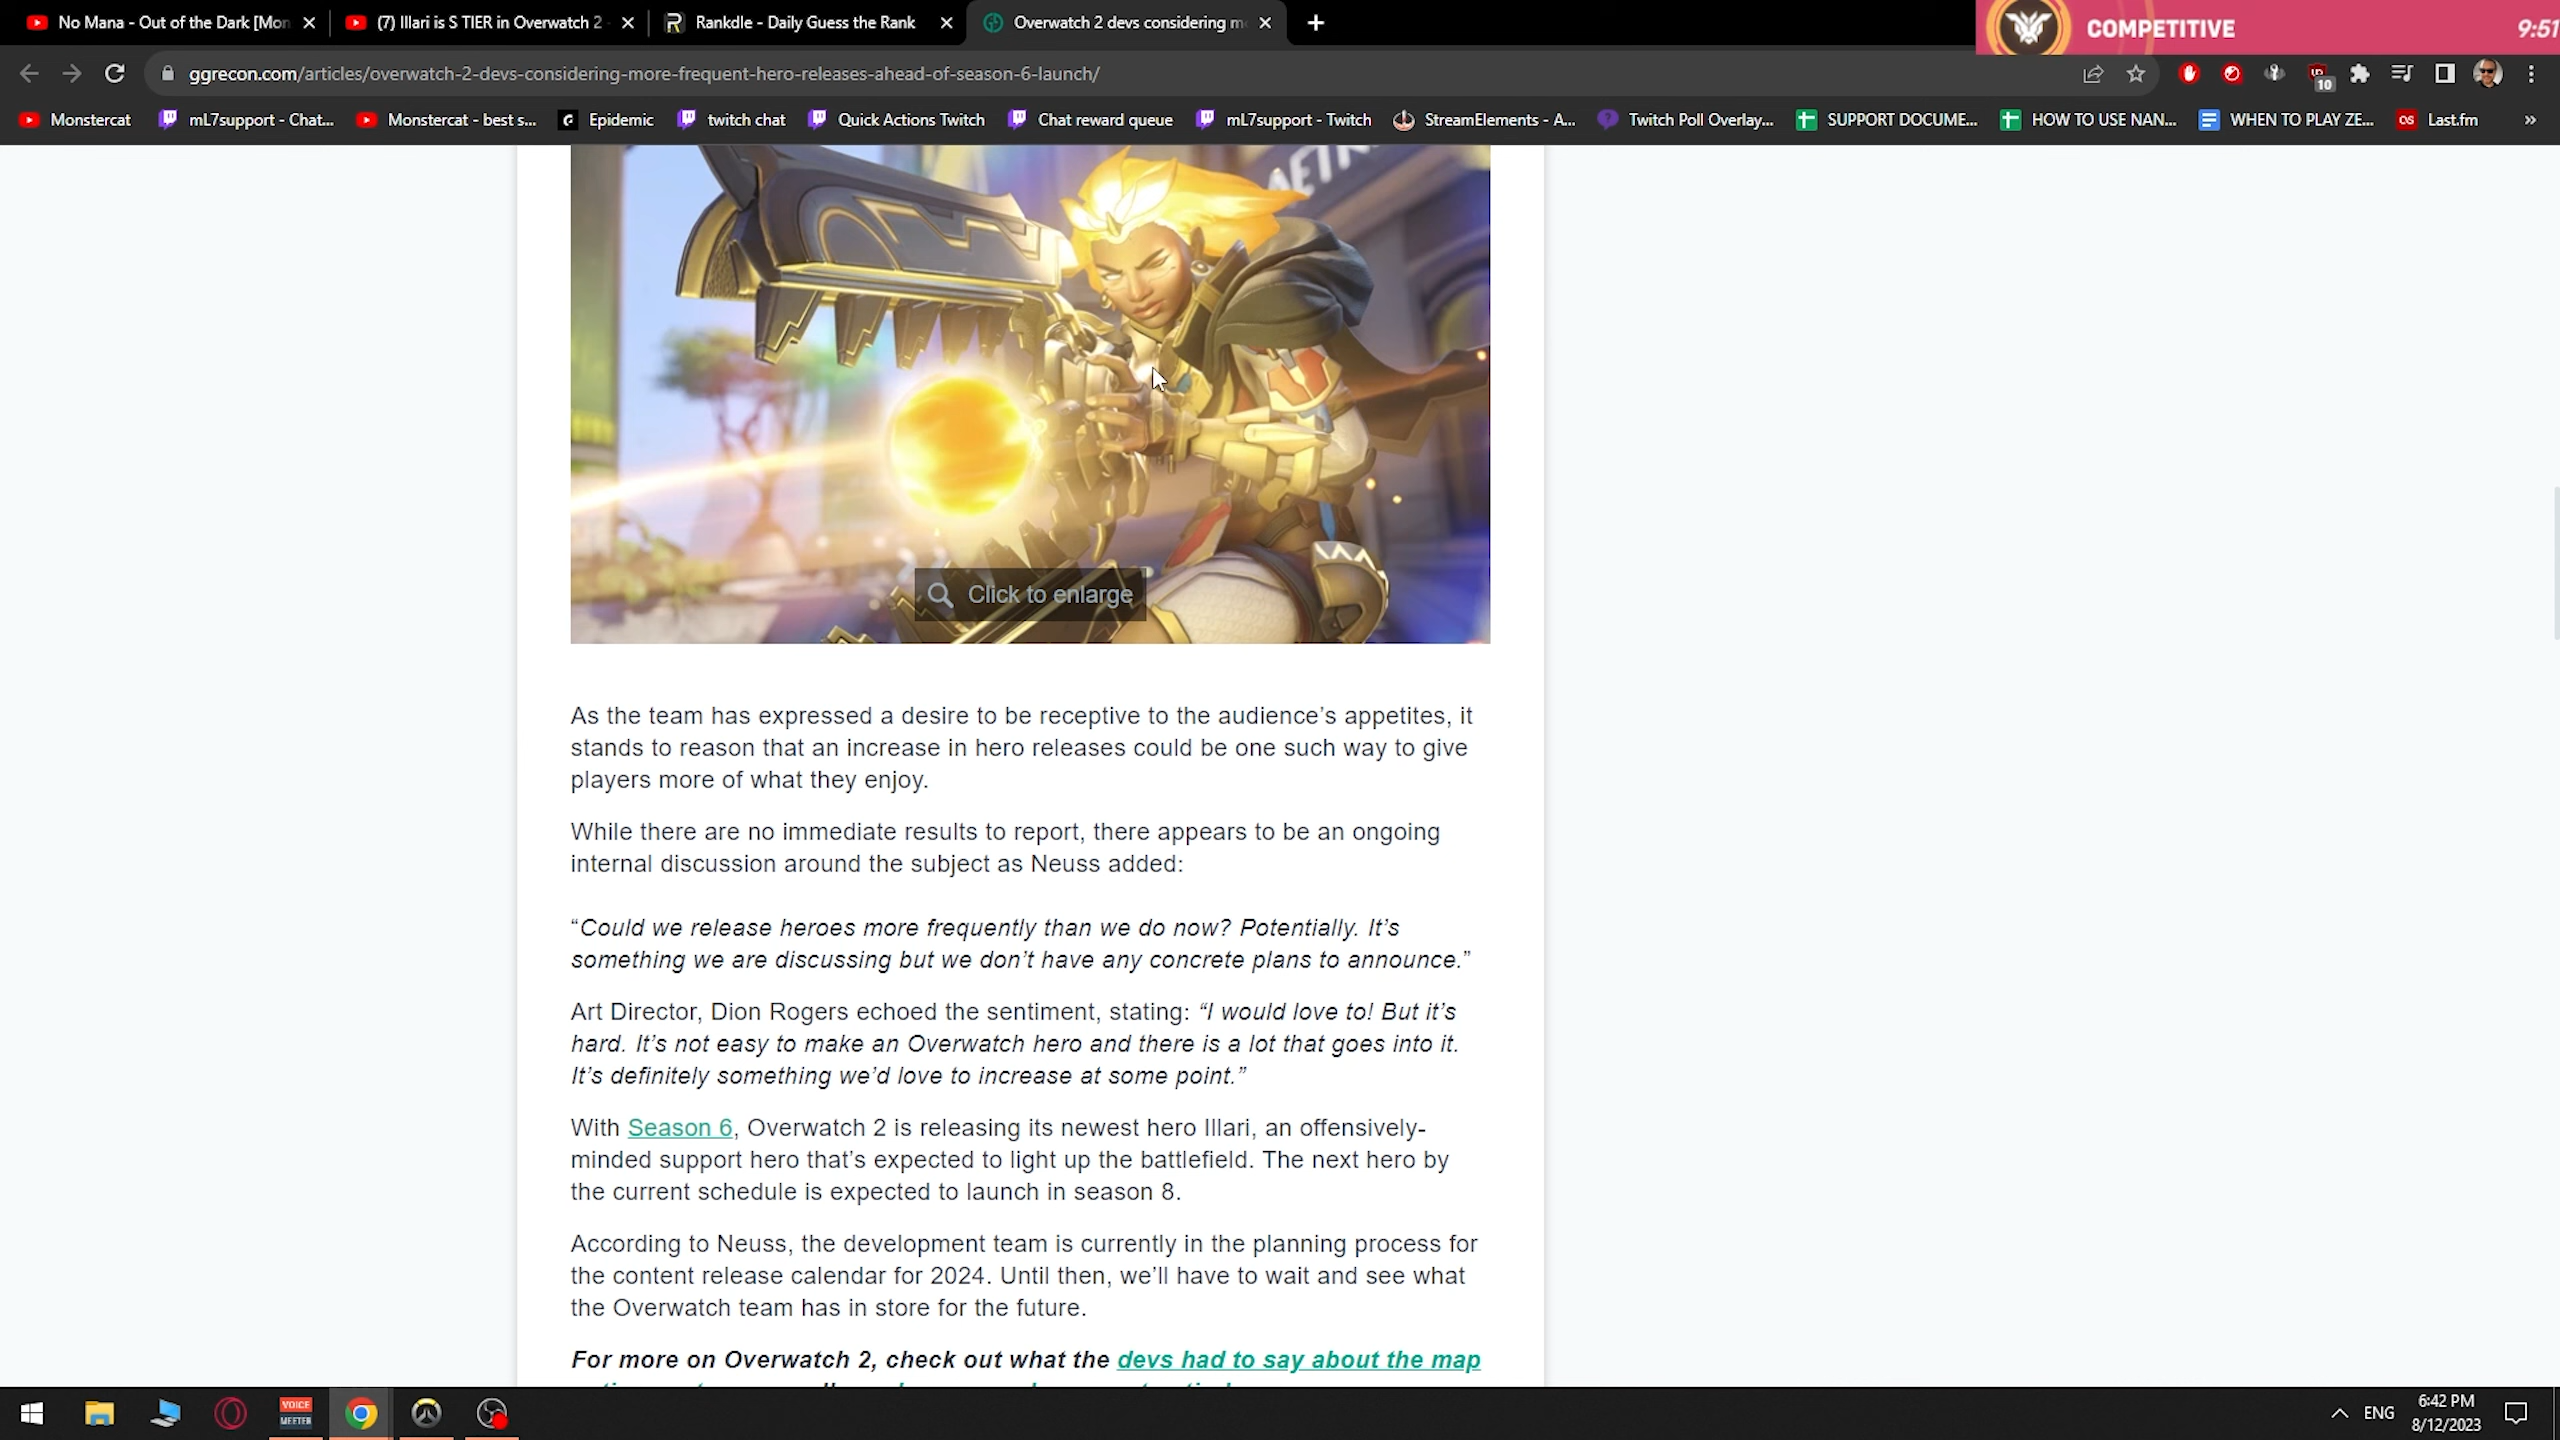 No Mana - Out of the Dark [Mon
(7) Illari is S TIER in Overwatch 2 -
Rankdle - Daily Guess the Rank
Overwatch 2 devs considering m
COMPETITIVE
9:51
ggrecon.com/articles/overwatch-2-devs-considering-more-frequent-hero-releases-ahead-of-season-6-launch/
10
Monstercat
mL7support - Chat...
Monstercat - best s...
Epidemic
twitch chat
Quick Actions Twitch
Chat reward queue
mL7support - Twitch
StreamElements - A...
Twitch Poll Overlay...
SUPPORT DOCUME...
HOW TO USE NAN...
WHEN TO PLAY ZE...
Last.fm
Click to enlarge
As the team has expressed a desire to be receptive to the audience’s appetites, it
stands to reason that an increase in hero releases could be one such way to give
players more of what they enjoy.
While there are no immediate results to report, there appears to be an ongoing
internal discussion around the subject as Neuss added:
“Could we release heroes more frequently than we do now? Potentially. It’s
something we are discussing but we don’t have any concrete plans to announce.”
Art Director, Dion Rogers echoed the sentiment, stating: “I would love to! But it’s
hard. It’s not easy to make an Overwatch hero and there is a lot that goes into it.
It’s definitely something we’d love to increase at some point.”
With Season 6, Overwatch 2 is releasing its newest hero Illari, an offensively-
minded support hero that’s expected to light up the battlefield. The next hero by
the current schedule is expected to launch in season 8.
According to Neuss, the development team is currently in the planning process for
the content release calendar for 2024. Until then, we’ll have to wait and see what
the Overwatch team has in store for the future.
For more on Overwatch 2, check out what the devs had to say about the map
VOICE
MEETER
ENG
6:42 PM
8/12/2023